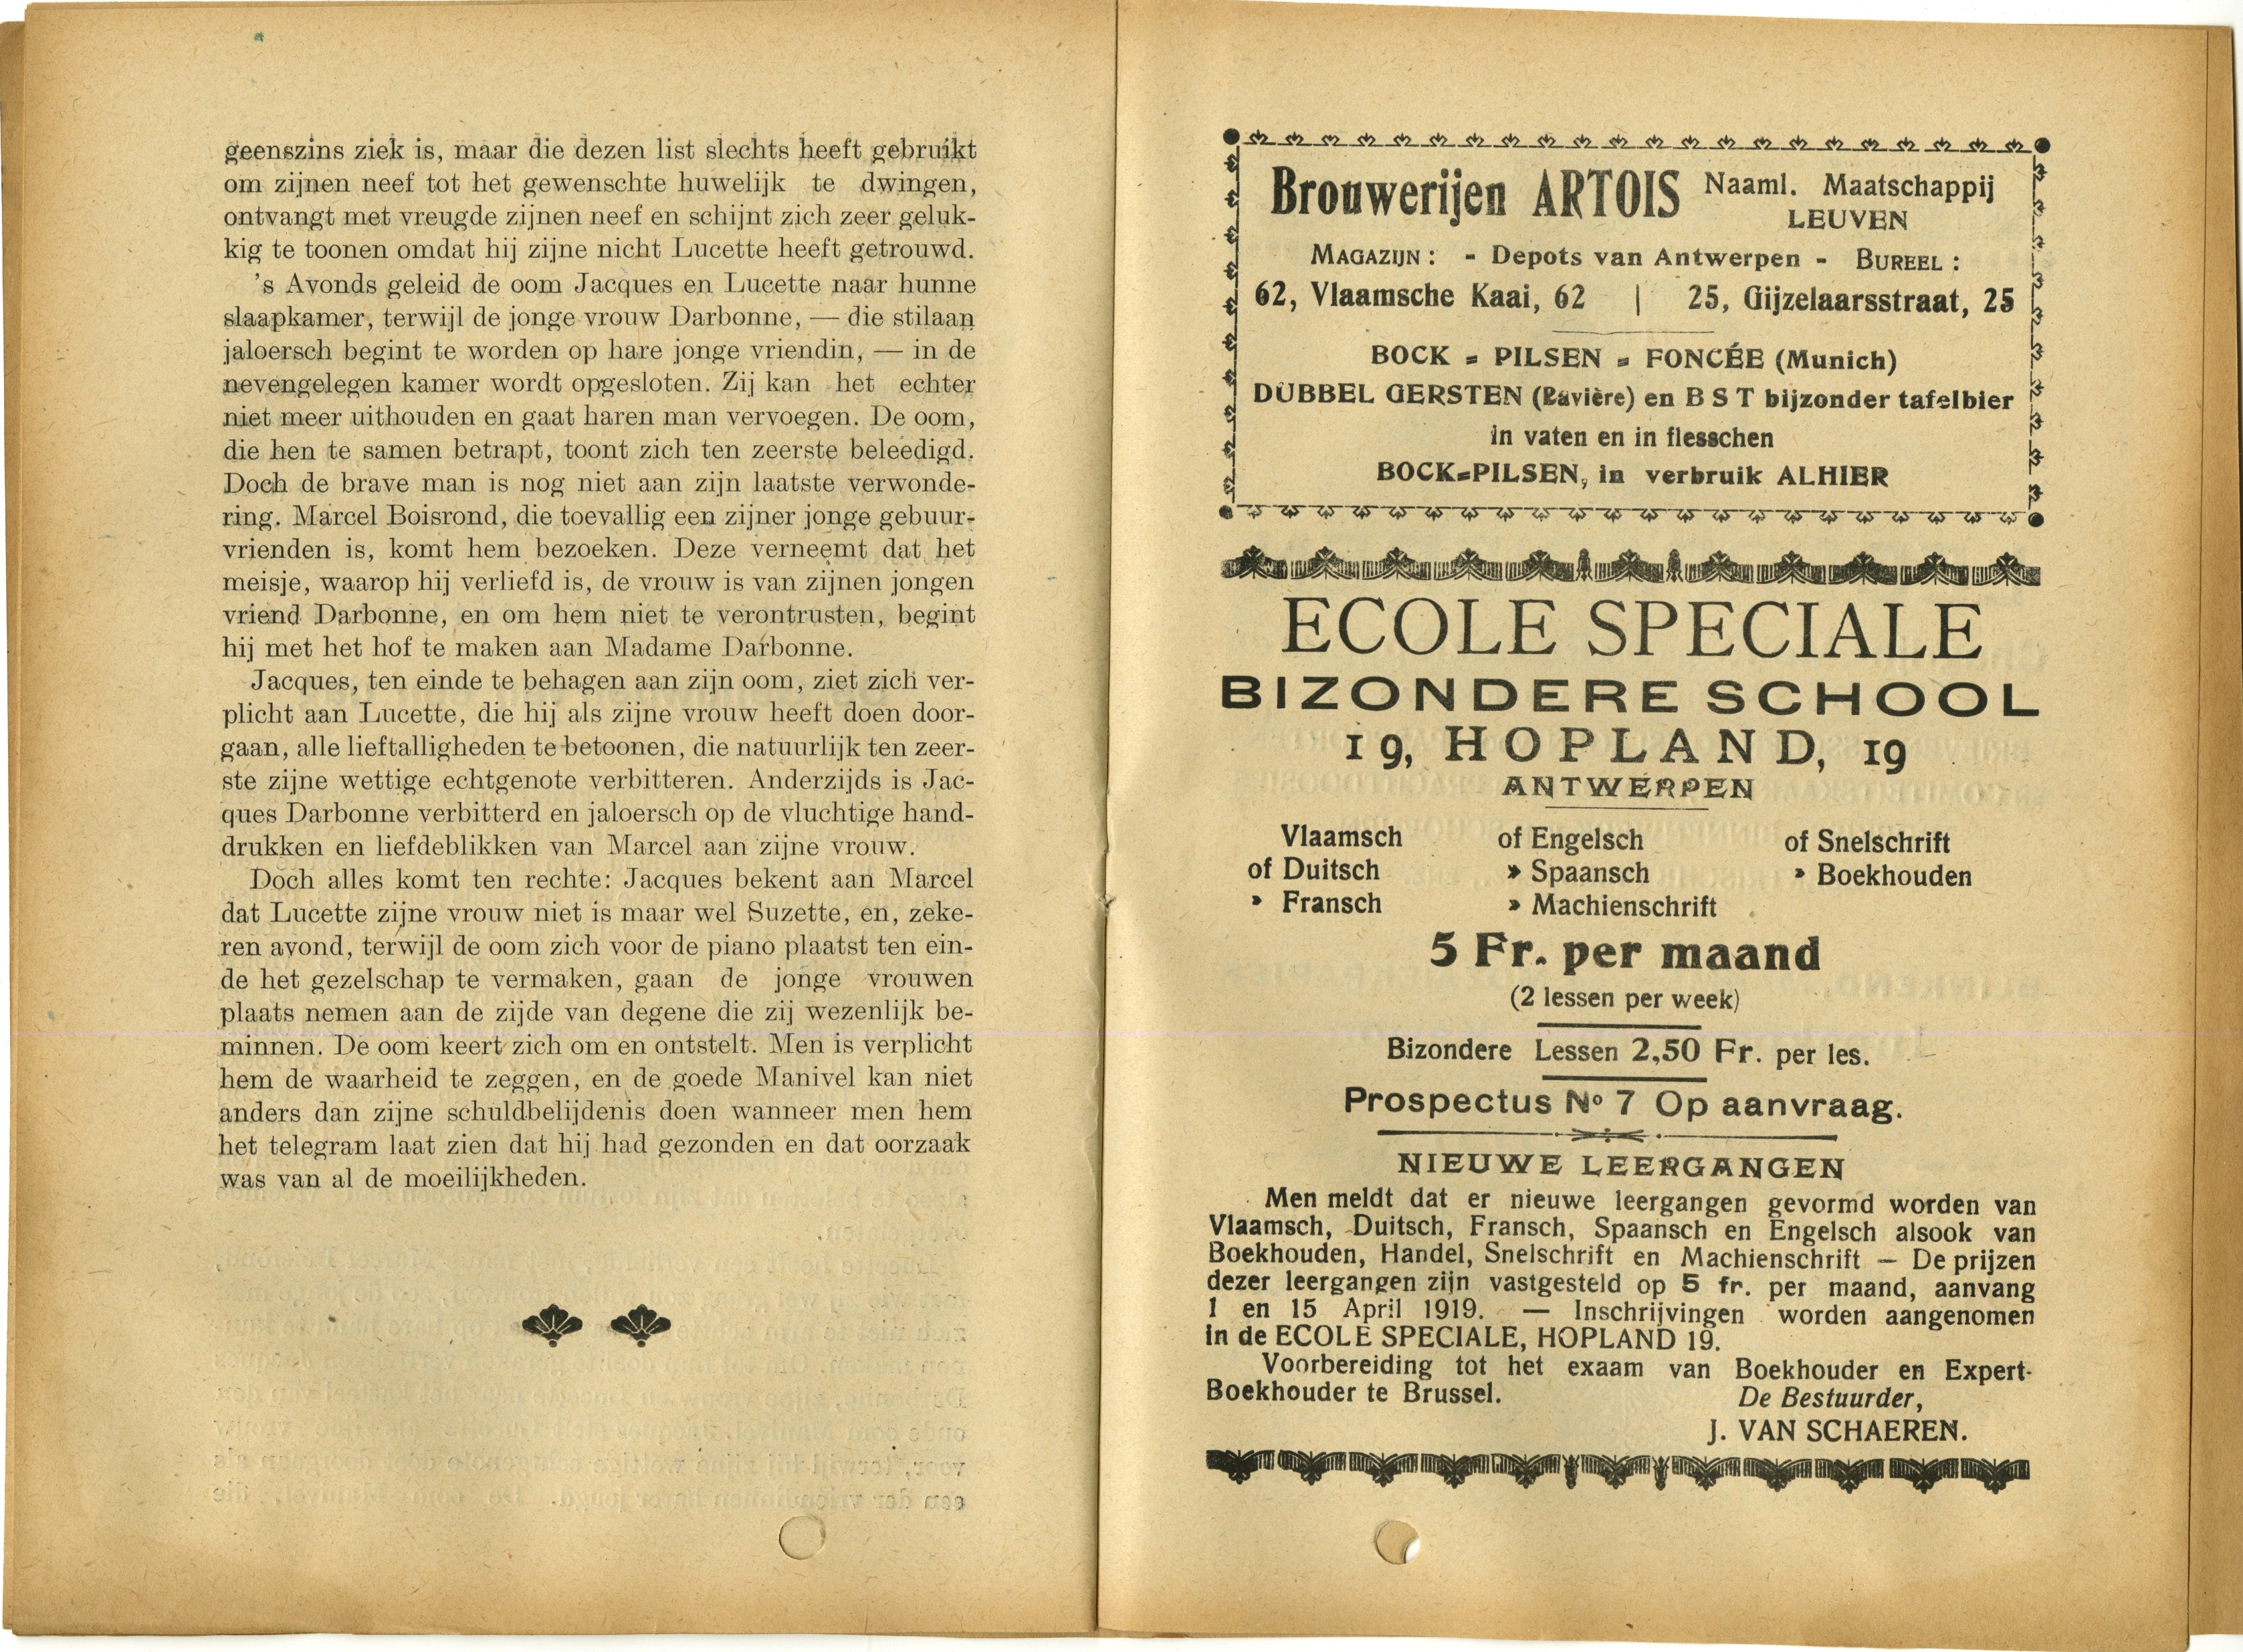 geenszins ziek is, maar die dezen list slechts heeft gebruikt
om zijnen neef tot het gewenschte huwelijk te dwingen,
ontvangt met vreugde zijnen neef en schijnt zich zeer geluk-
kig te toonen omdat hij zijne nicht Lucette heeft getrouwd.
's Avonds geleid de oom Jacques en Lucette naar hunne
slaapkamer, terwijl de jonge vrouw Darbonne, — die stilaan
jaloersch begint te worden op hare jonge vriendin, — in de
nevengelegen kamer wordt opgesloten. Zij kan het echter
niet meer uithouden en gaat haren man vervoegen. De oom,
die hen te samen betrapt, toont zich ten zeerste beleedigd.
Doch de brave man is nog niet aan zijn laatste verwonde-
ring. Marcel Boisrond, die toevallig een zijner jonge gebuur-
vrienden is, komt hem bezoeken. Deze verneemt dat het
meisje, waarop hij verliefd is, de vrouw is van zijnen jongen
vriend Darbonne, en om hem niet te verontrusten, begint
hij met het hof te maken aan Madame Darbonne.
Jacques, ten einde te behagen aan zijn oom, ziet zich ver-
plicht aan Lucette, die hij als zijne vrouw heeft doen door-
gaan, alle lieftalligheden te betoonen, die natuurlijk ten zeer-
ste zijne wettige echtgenote verbitteren. Anderzijds is Jac-
ques Darbonne verbitterd en jaloersch op de vluchtige hand-
drukken en liefdeblikken van Marcel aan zijne vrouw.
Doch alles komt ten rechte: Jacques bekent aan Marcel
dat Lucette zijne vrouw niet is maar wel Suzette, en, zeke-
ren avond, terwijl de oom zich voor de piano plaatst ten ein-
de het gezelschap te vermaken, gaan de jonge vrouwen
plaats nemen aan de zijde van degene die zij wezenlijk be-
minnen. De oom keert zich om en ontstelt. Men is verplicht
hem de waarheid te zeggen, en de goede Manivel kan niet
anders dan zijne schuldbelijdenis doen wanneer men hem
het telegram laat zien dat hij had gezonden en dat oorzaak
was van al de moeilijkheden.
Brouwerijen ARTOIS Naaml. Maatschappij
LEUVEN
MAGAZIJN : - Depots van Antwerpen - BUREEL :
62, Vlaamsche Kaai, 62 | 25, Gijzelaarsstraat, 25
BOCK = PILSEN = FONCÉE (Munich)
DUBBEL GERSTEN (Bavière) en B S T bijzonder tafelbier
in vaten en in flesschen
BOCK=PILSEN, in verbruik ALHIER
ECOLE SPECIALE
BIZONDERE SCHOOL
19, HOPLAND, 19
ANTWERPEN
Vlaamsch of Engelsch of Snelschrift
of Duitsch » Spaansch » Boekhouden
» Fransch » Machienschrift
5 Fr. per maand
(2 lessen per week)
Bizondere Lessen 2,50 Fr. per les.
Prospectus Nº 7 Op aanvraag.
NIEUWE LEERGANGEN
Men meldt dat er nieuwe leergangen gevormd worden van
Vlaamsch, Duitsch, Fransch, Spaansch en Engelsch alsook van
Boekhouden, Handel, Snelschrift en Machienschrift — De prijzen
dezer leergangen zijn vastgesteld op 5 fr. per maand, aanvang
1 en 15 April 1919. — Inschrijvingen worden aangenomen
in de ECOLE SPECIALE, HOPLAND 19.
Voorbereiding tot het exaam van Boekhouder en Expert-
Boekhouder te Brussel. De Bestuurder,
J. VAN SCHAEREN.